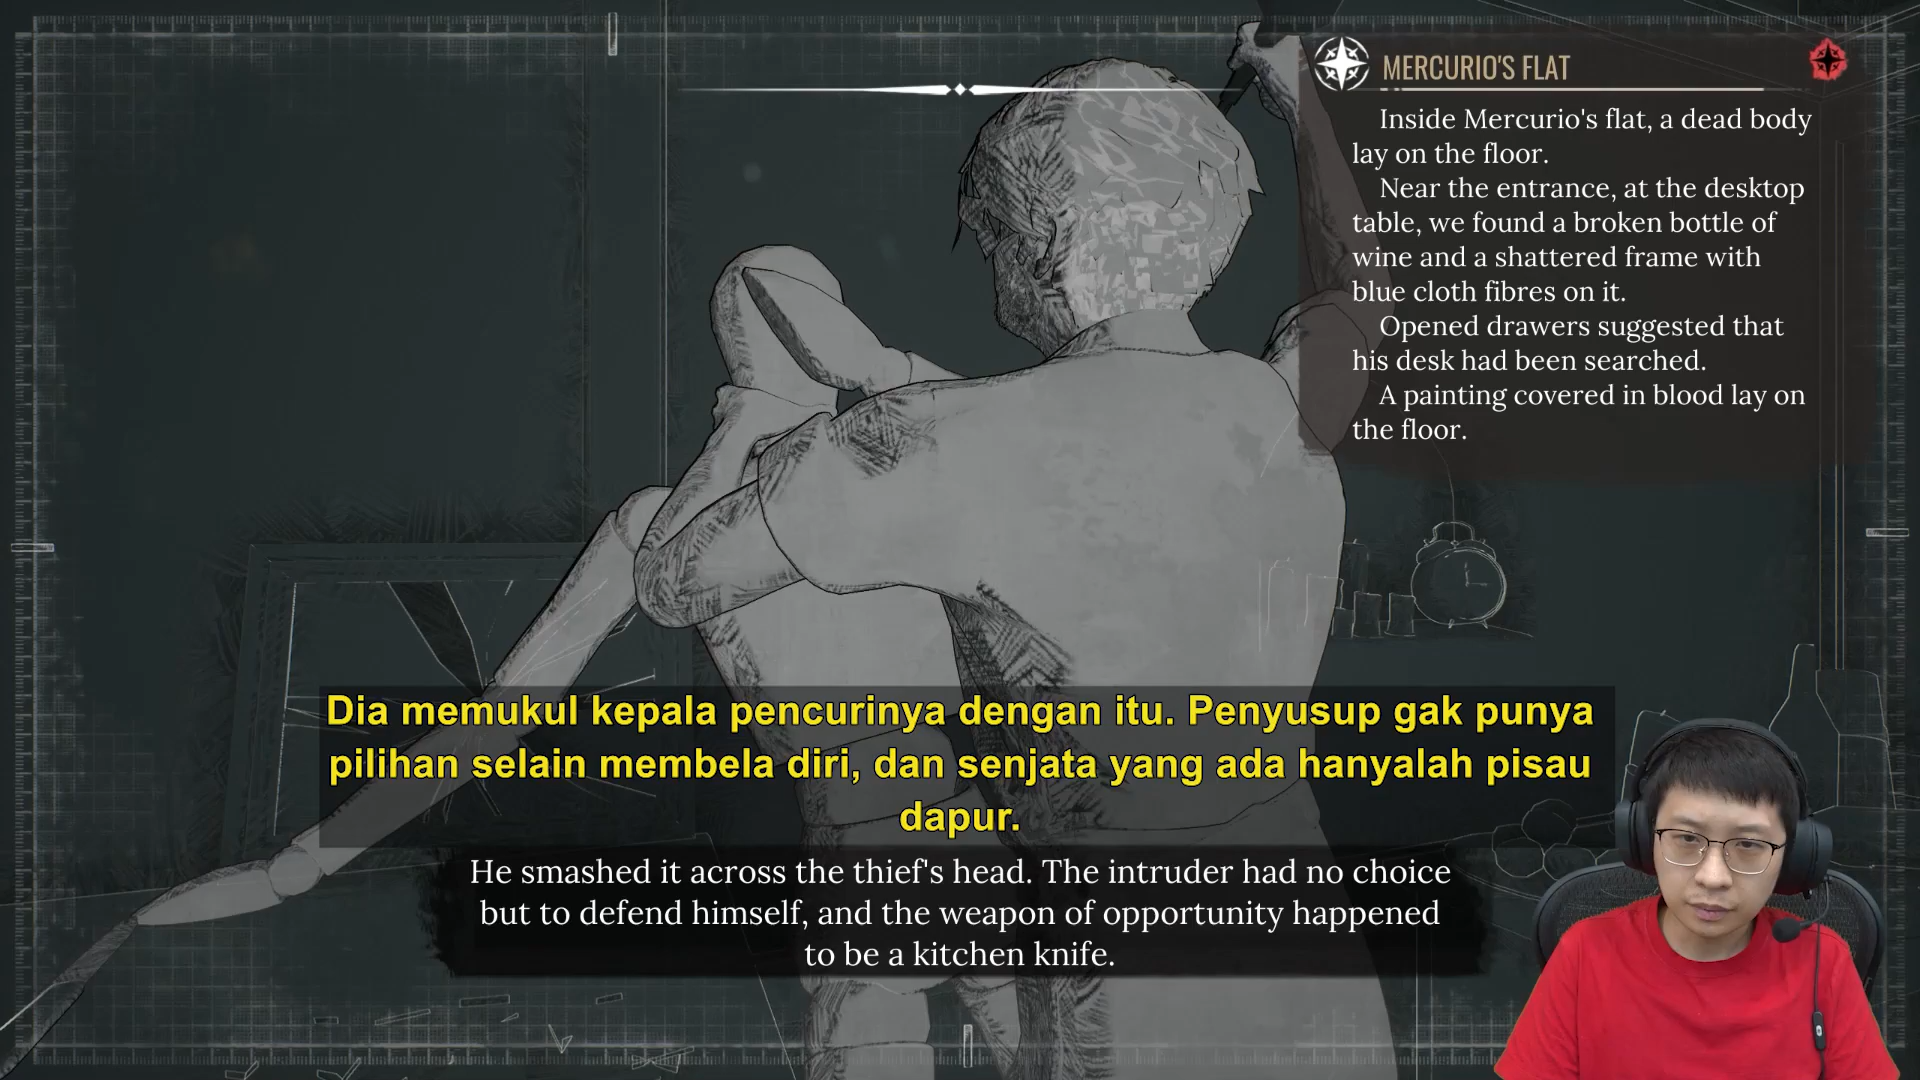 MERCURIO'S FLAT
Inside Mercurio's flat, a dead body
lay on the floor.
Near the entrance, at the desktop
table, we found a broken bottle of
wine and a shattered frame with
blue cloth fibres on it.
Opened drawers suggested that
his desk had been searched.
A painting covered in blood lay on
the floor.
Dia memukul kepala pencurinya dengan itu. Penyusup gak punya
pilihan selain membela diri, dan senjata yang ada hanyalah pisau
dapur.
He smashed it across the thief's head. The intruder had no choice
but to defend himself, and the weapon of opportunity happened
to be a kitchen knife.